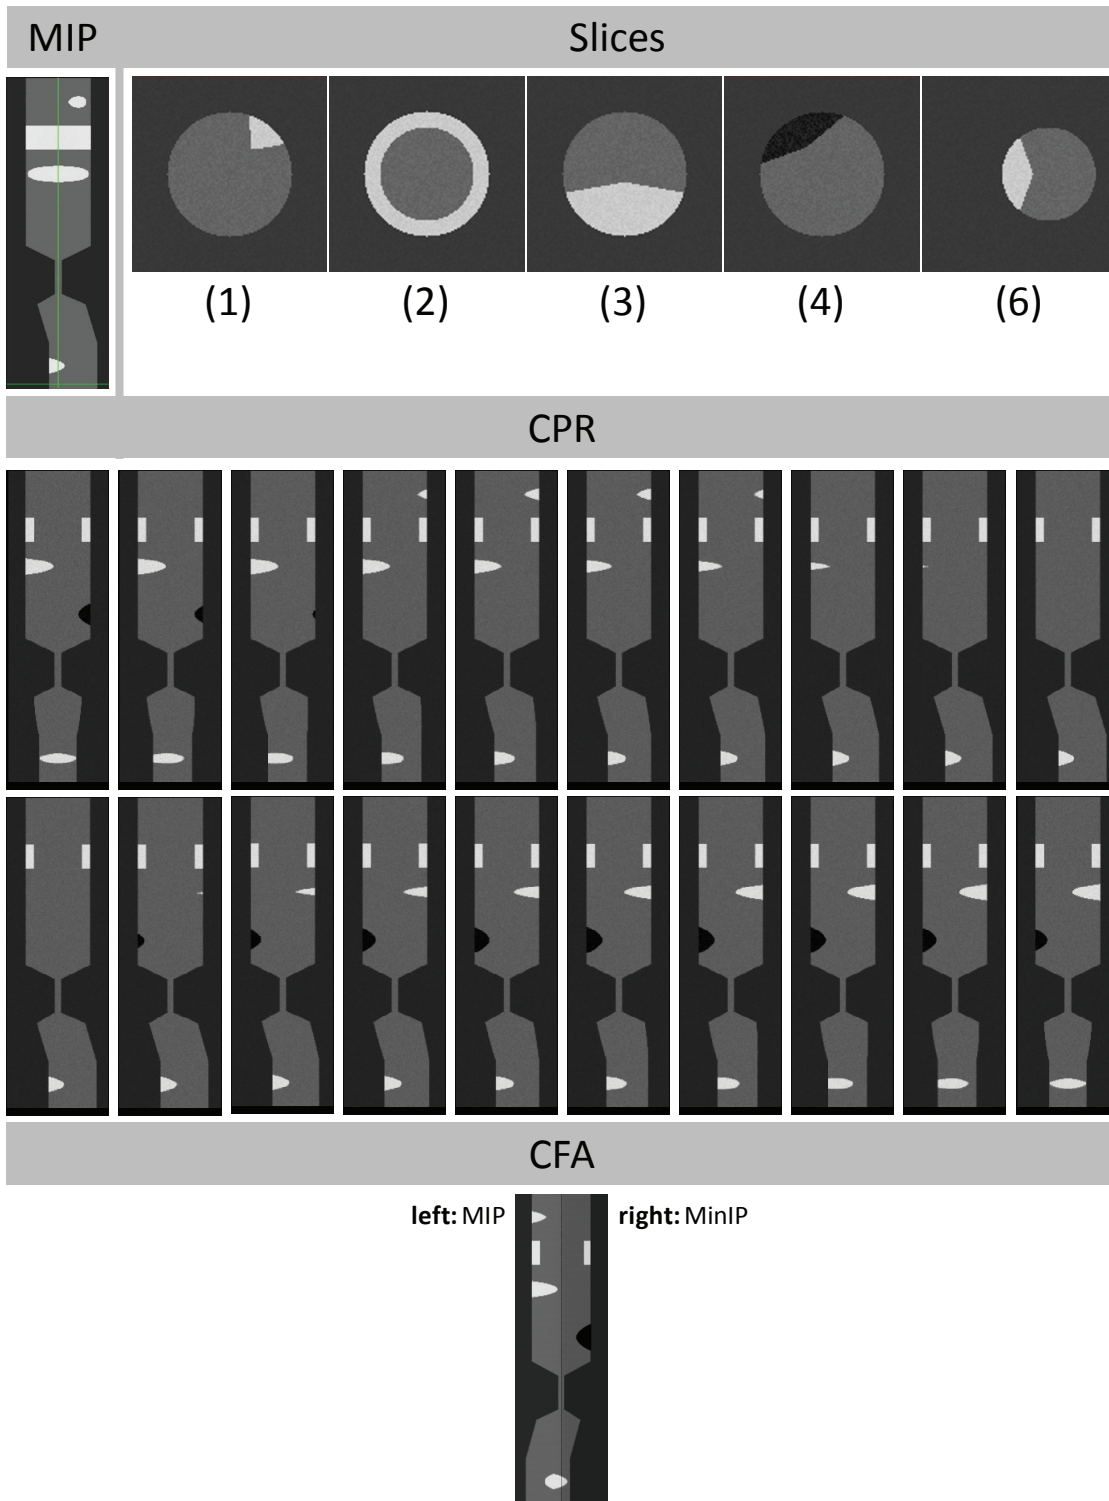 MIP Slices
(1) (2) (3) (4) (6)
CPR
CFA
left: MIP right: MinIP